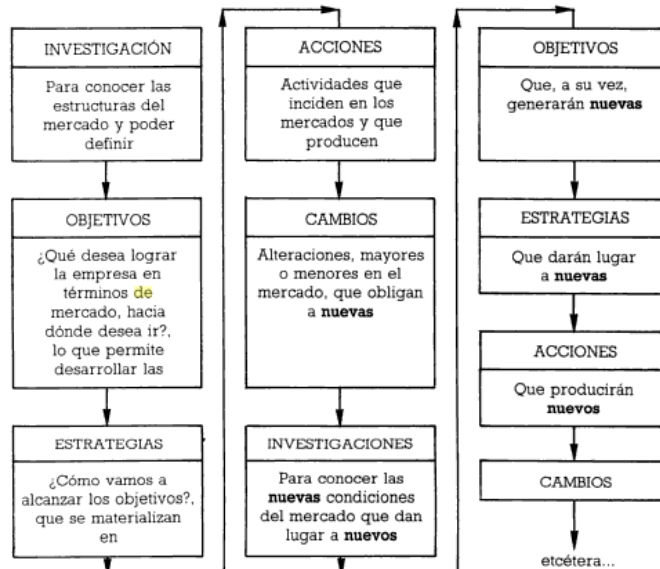 INVESTIGACIÓN
Para conocer las
estructuras del
mercado y poder
definir
OBJETIVOS
¿Qué desea lograr
la empresa en
términos de
mercado, hacia
dónde desea ir?,
lo que permite
desarrollar las
ESTRATEGIAS
¿Cómo vamos a
alcanzar los objetivos?,
que se materializan
en
ACCIONES
Actividades que
inciden en los
mercados y que
producen
CAMBIOS
Alteraciones, mayores
o menores en el
mercado, que obligan
a nuevas
INVESTIGACIONES
Para conocer las
nuevas condiciones
del mercado que dan
lugar a nuevos
OBJETIVOS
Que, a su vez,
generarán nuevas
ESTRATEGIAS
Que darán lugar
a nuevas
ACCIONES
Que producirán
nuevos
CAMBIOS
etcétera...